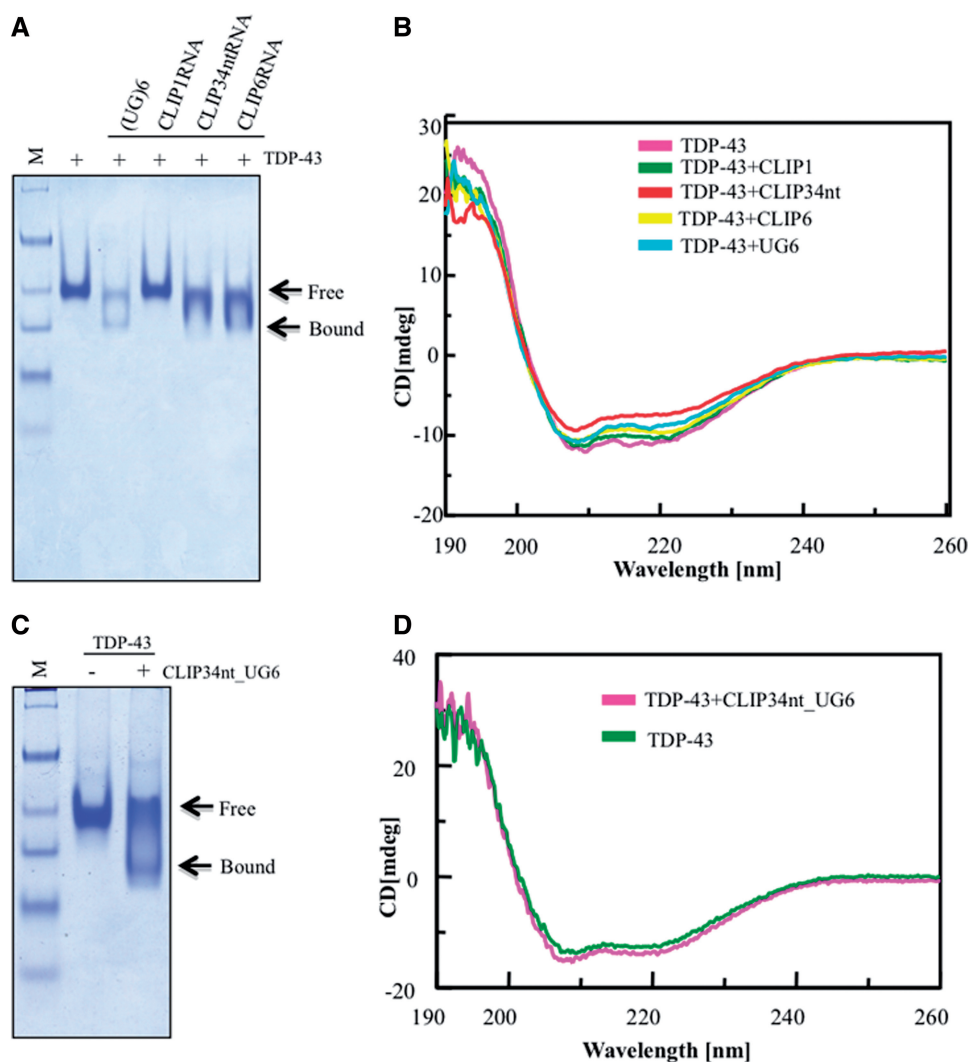 A
(UG)6
CLIP1RNA
CLIP34ntRNA
CLIP6RNA
M + + + + + TDP-43
Free
Bound
B
TDP-43
TDP-43+CLIP1
TDP-43+CLIP34nt
TDP-43+CLIP6
TDP-43+UG6
30
20
10
0
-10
-20
CD[mdeg]
190 200 220 240 260
Wavelength [nm]
C
TDP-43
M - + CLIP34nt_UG6
Free
Bound
D
TDP-43+CLIP34nt_UG6
TDP-43
40
20
0
-20
CD[mdeg]
190 200 220 240 260
Wavelength [nm]